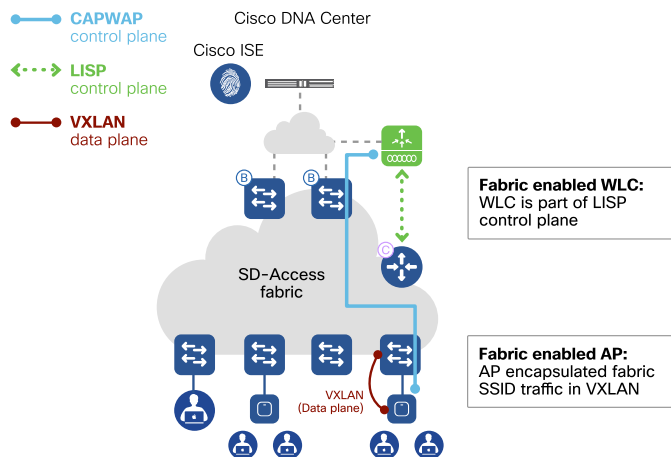 CAPWAP
control plane
LISP
control plane
VXLAN
data plane
Cisco DNA Center
Cisco ISE
B
B
Fabric enabled WLC:
WLC is part of LISP
control plane
C
SD-Access
fabric
Fabric enabled AP:
AP encapsulated fabric
SSID traffic in VXLAN
VXLAN
(Data plane)